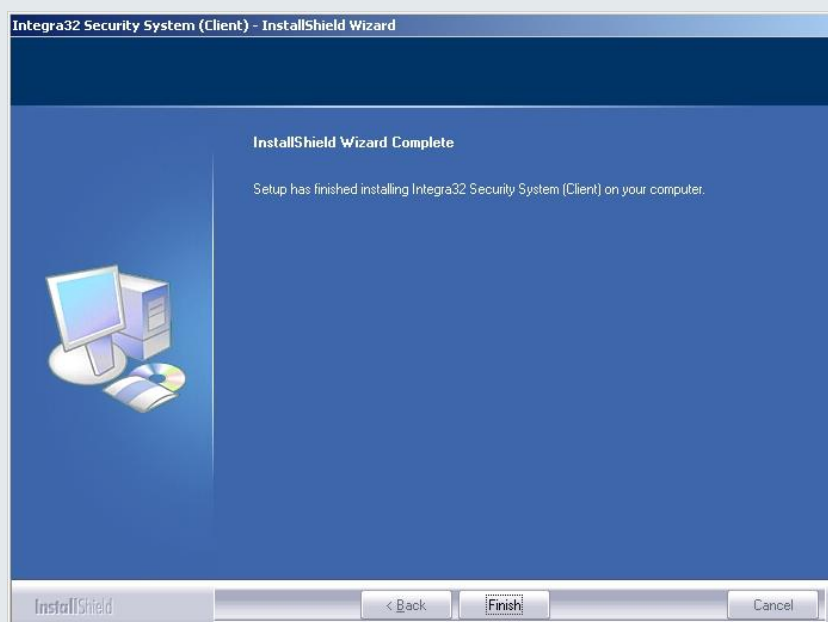 Integra32 Security System (Client) - InstallShield Wizard
InstallShield Wizard Complete
Setup has finished installing Integra32 Security System (Client) on your computer.
InstallShield
< Back
Finish
Cancel